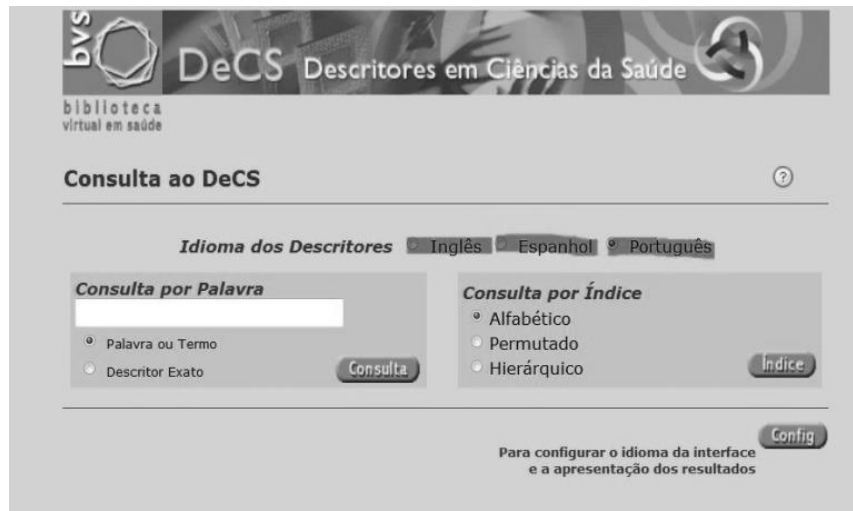 bvs
DeCS Descritores em Ciências da Saúde
biblioteca
virtual em saúde
Consulta ao DeCS
?
Idioma dos Descritores Inglês Espanhol Português
Consulta por Palavra
Palavra ou Termo
Descritor Exato
Consulta
Consulta por Índice
Alfabético
Permutado
Hierárquico
Índice
Config
Para configurar o idioma da interface
e a apresentação dos resultados